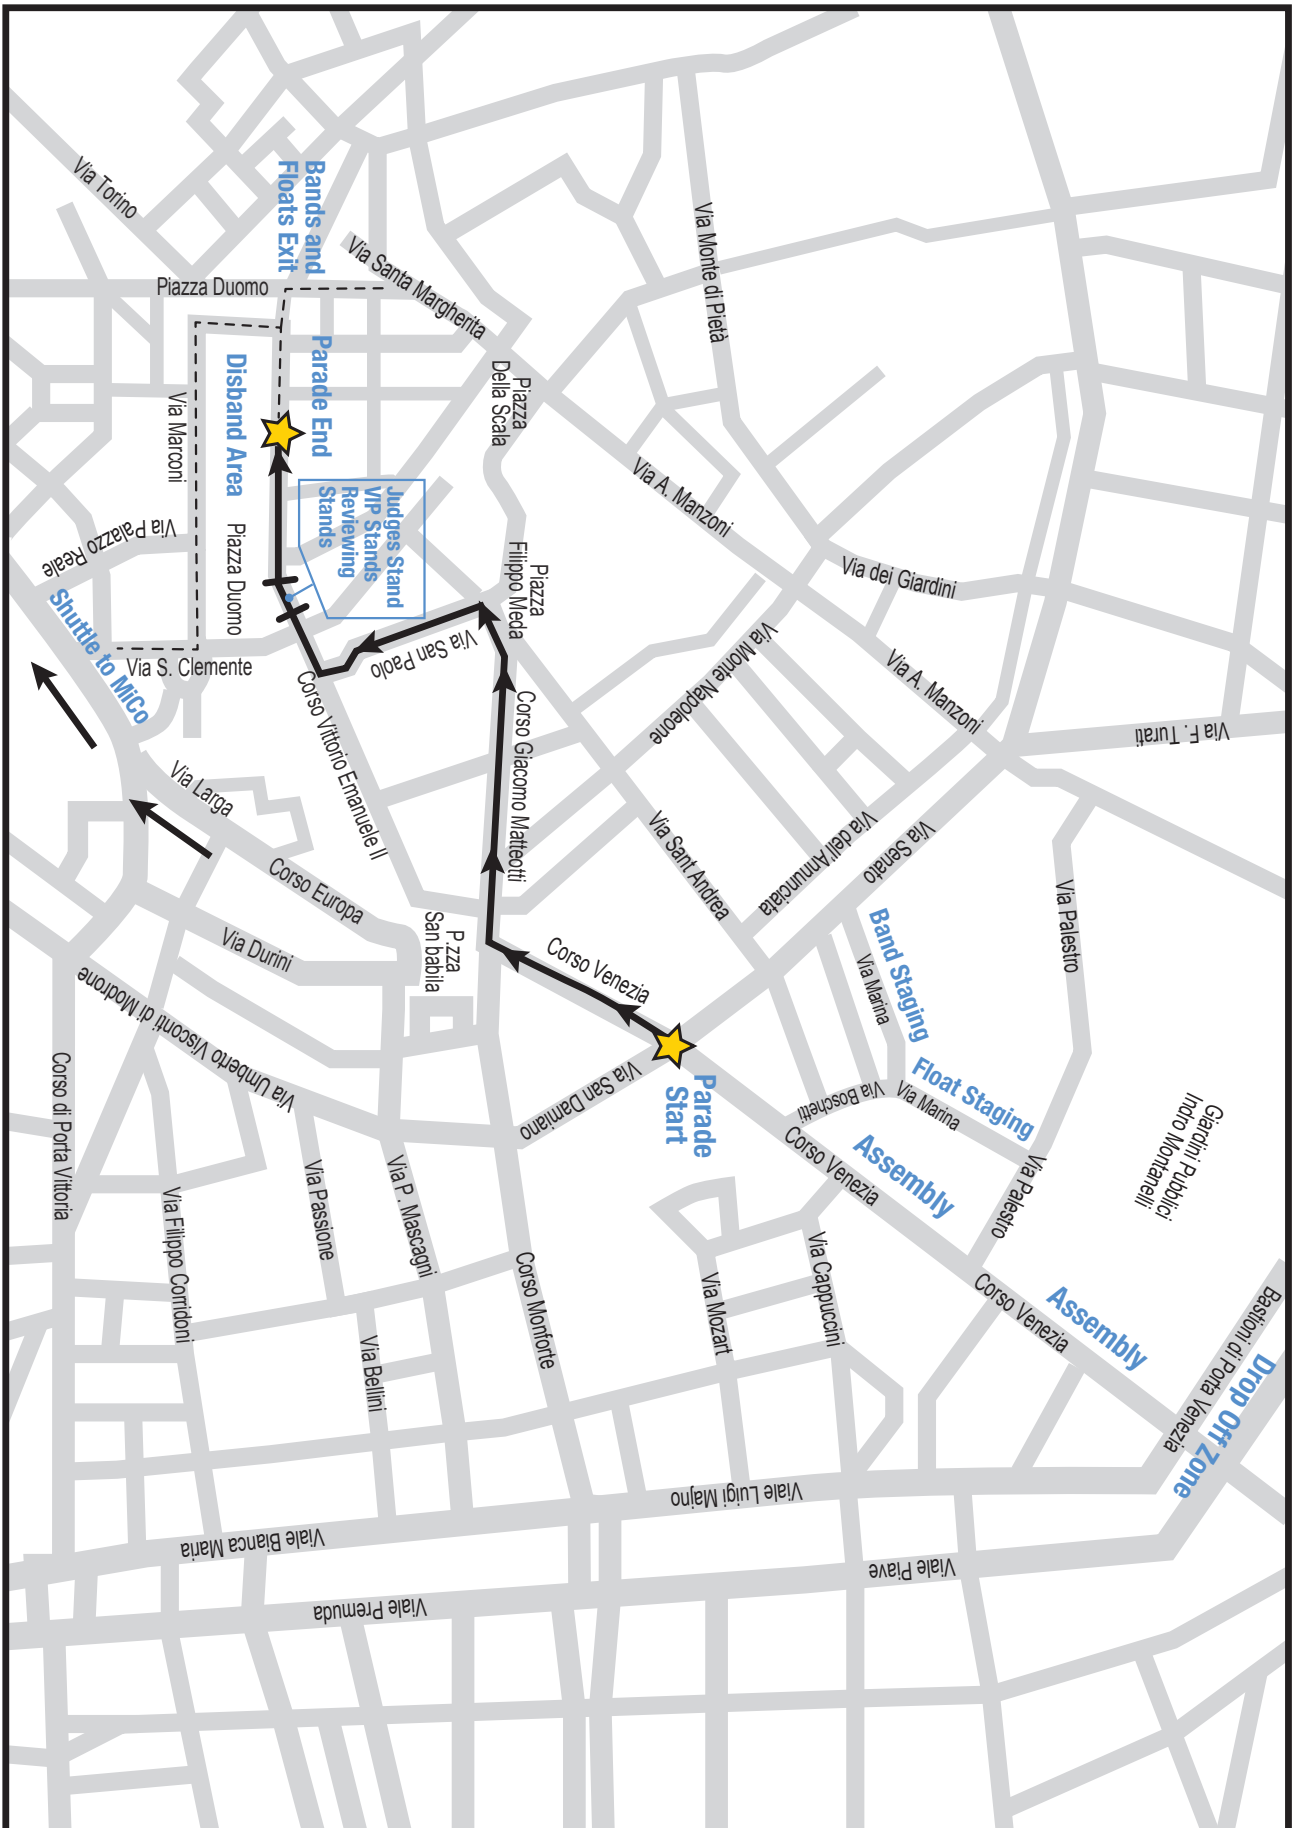 Via Torino
Bands and
Floats Exit
Piazza Duomo
Via Santa Margherita
Via Monte di Pietà
Parade End
Disband Area
Via Marconi
Piazza
Della Scala
Via A. Manzoni
Judges Stand
VIP Stands
Reviewing
Stands
Piazza Duomo
Via Palazzo Reale
Piazza
Filippo Meda
Via dei Giardini
Shuttle to MiCo
Via S. Clemente
Via San Paolo
Via Monte Napoleone
Via A. Manzoni
Via F. Turati
Corso Vittorio Emanuele II
Corso Giacomo Matteotti
Via Larga
Via Sant Andrea
Via dell'Annunciata
Via Senato
Corso Europa
Via Durini
P.zza
San babila
Corso Venezia
Via Palestro
Band Staging
Via Marina
Via Umberto Visconti di Modrone
Corso di Porta Vittoria
Via San Damiano
Parade
Start
Float Staging
Via Marina
Via Boschetti
Giardini Pubblici
Indro Montanelli
Assembly
Corso Venezia
Via Palestro
Via Filippo Corridoni
Via Passione
Via P. Mascagni
Corso Monforte
Via Mozart
Via Cappuccini
Assembly
Corso Venezia
Bastioni di Porta Venezia
Drop Off Zone
Via Bellini
Viale Bianca Maria
Viale Luigi Majno
Viale Premuda
Viale Piave